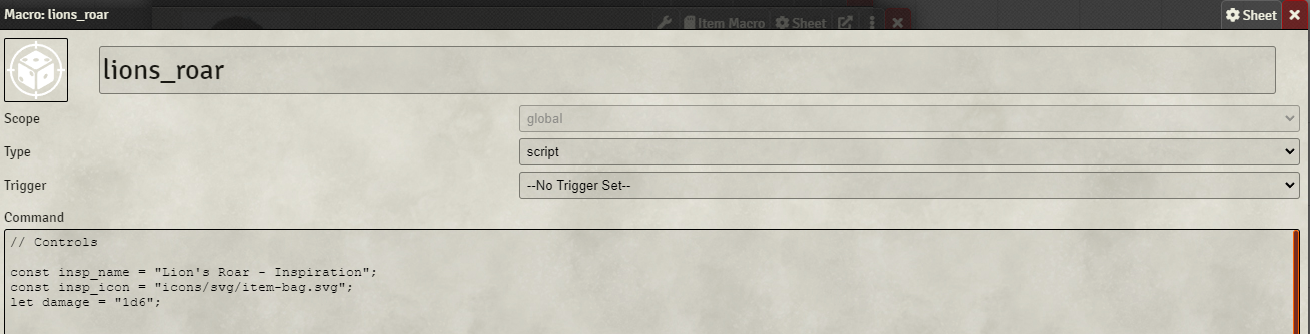 Macro: lions_roar
Item Macro Sheet
Sheet
lions_roar
Scope global
Type script
Trigger --No Trigger Set--
Command
// Controls
const insp_name = "Lion's Roar - Inspiration";
const insp_icon = "icons/svg/item-bag.svg";
let damage = "1d6";